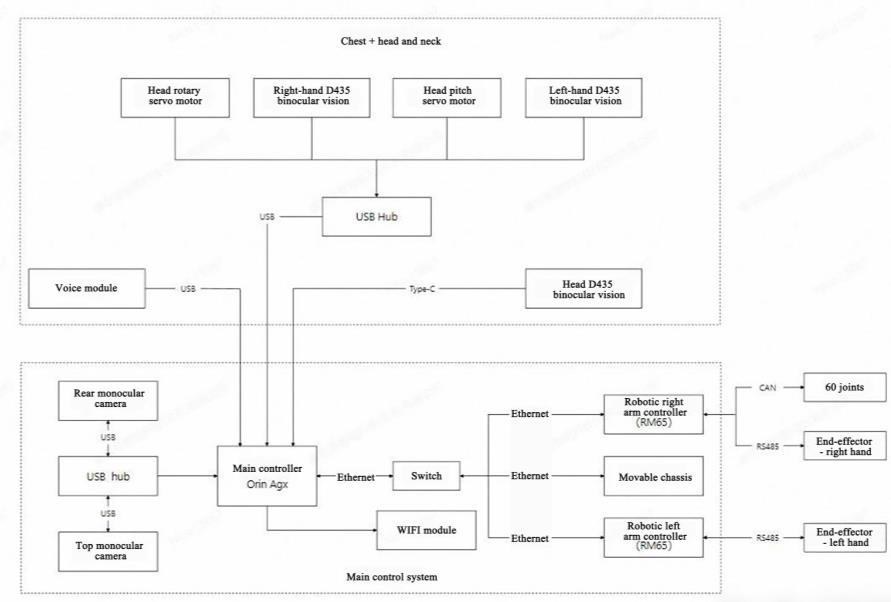 Chest + head and neck
Head rotary
servo motor
Right-hand D435
binocular vision
Head pitch
servo motor
Left-hand D435
binocular vision
USB
USB Hub
Voice module
USB
Type-C
Head D435
binocular vision
Rear monocular
camera
USB
USB hub
USB
Top monocular
camera
Main controller
Orin Agx
Ethernet
Switch
WIFI module
Ethernet
Robotic right
arm controller
(RM65)
Ethernet
Movable chassis
Ethernet
Robotic left
arm controller
(RM65)
CAN
60 joints
RS485
End-effector
- right hand
RS485
End-effector
- left hand
Main control system